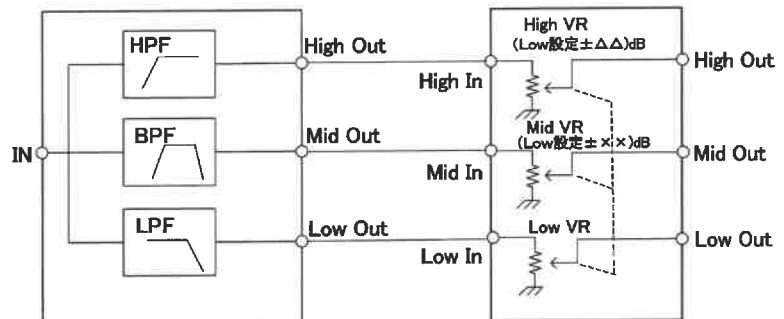 IN
HPF
BPF
LPF
High Out
Mid Out
Low Out
High In
Mid In
Low In
High VR
(Low設定±△△)dB
Mid VR
(Low設定±××)dB
Low VR
High Out
Mid Out
Low Out